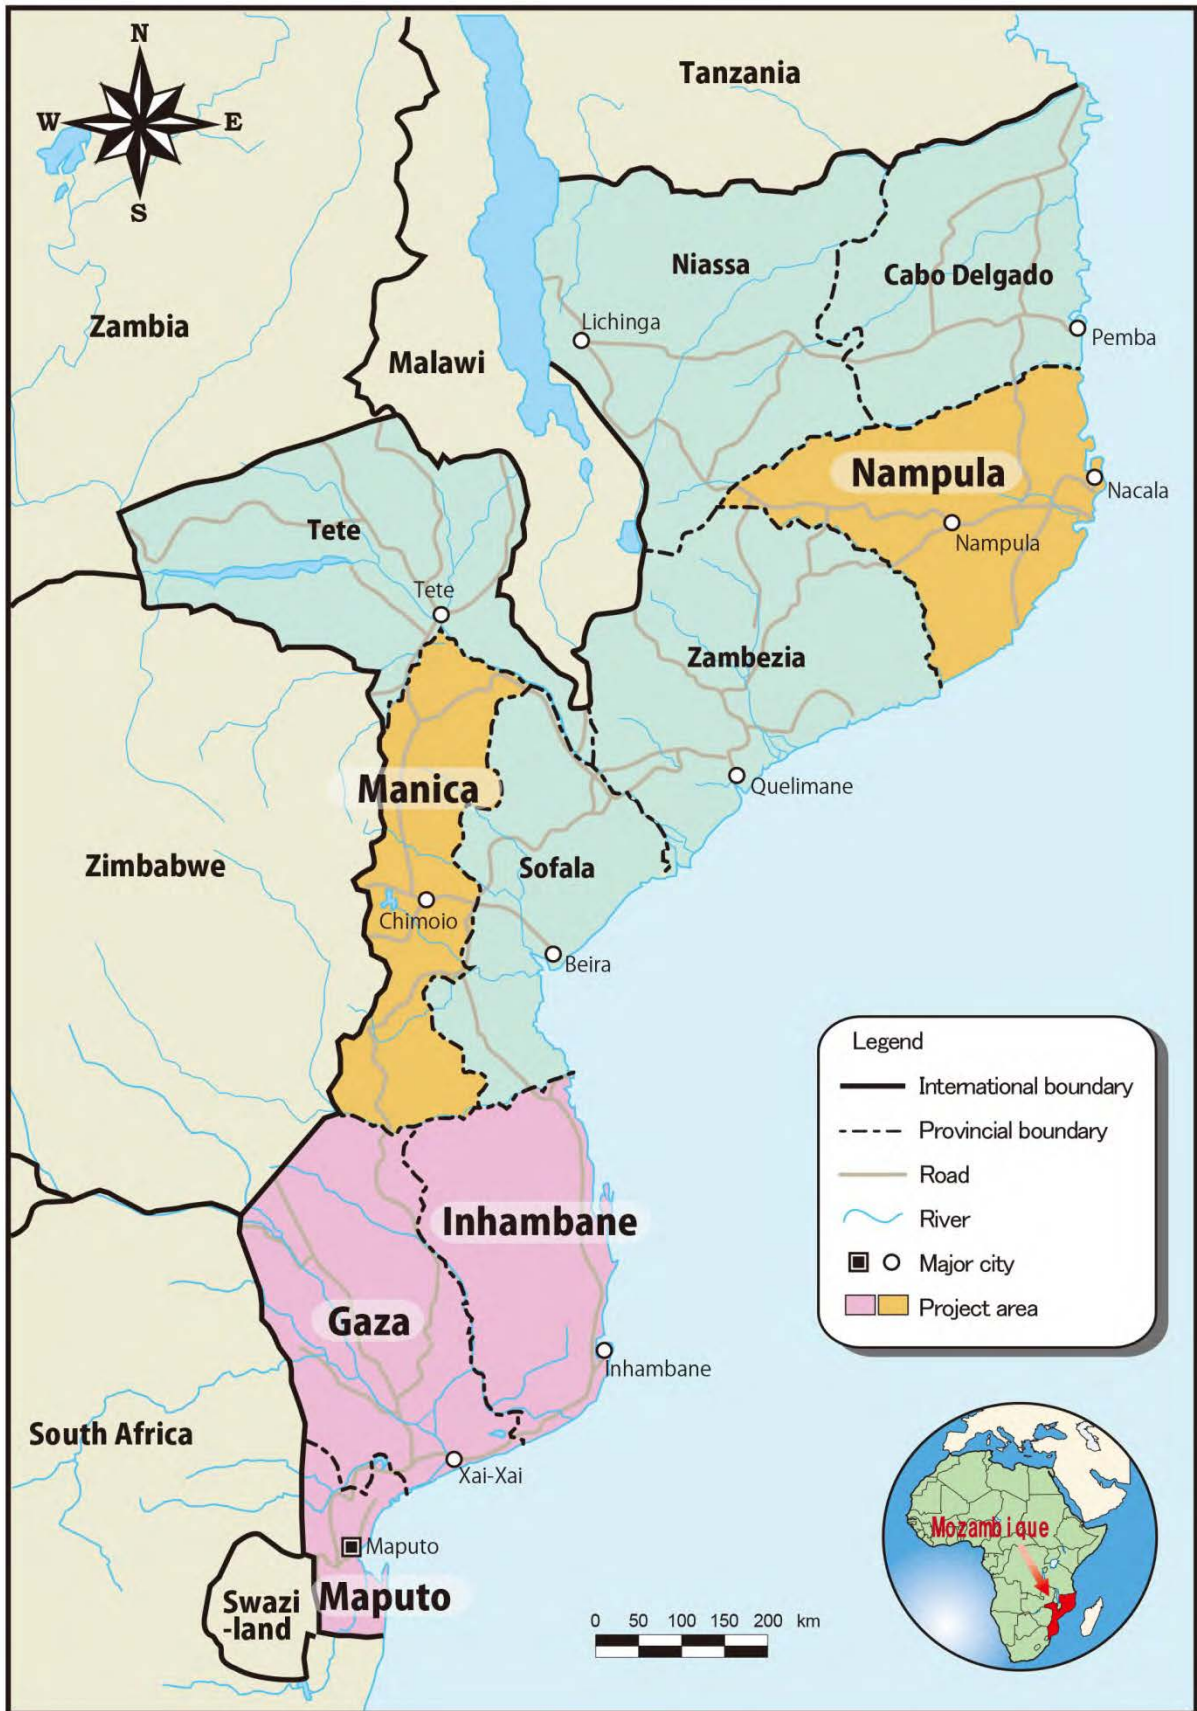 N
W
E
S
Tanzania
Niassa
Cabo Delgado
Zambia
Lichinga
Pemba
Malawi
Nampula
Nacala
Nampula
Tete
Tete
Zambezia
Manica
Quelimane
Zimbabwe
Sofala
Chimoio
Beira
Legend
International boundary
Provincial boundary
Road
River
Major city
Project area
Inhambane
Gaza
Inhambane
South Africa
Xai-Xai
Mozambique
Maputo
Swazi
-land
Maputo
0 50 100 150 200 km